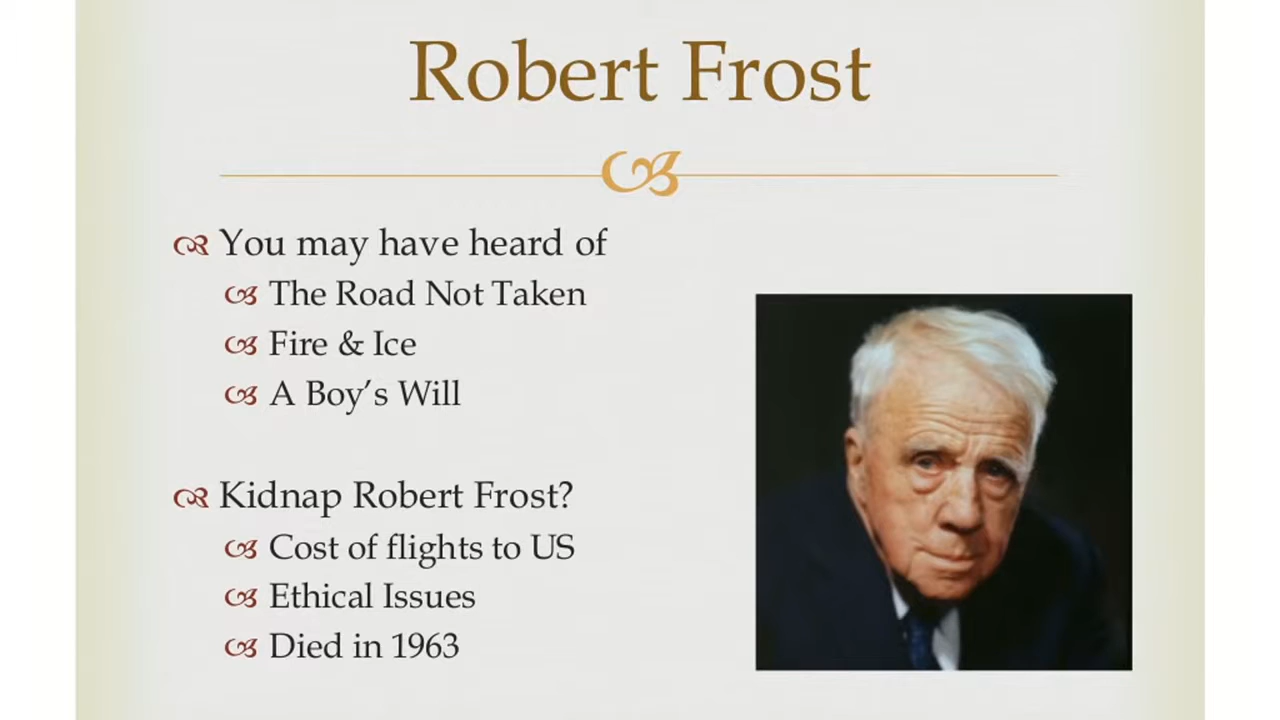 Robert Frost
You may have heard of
The Road Not Taken
Fire & Ice
A Boy’s Will
Kidnap Robert Frost?
Cost of flights to US
Ethical Issues
Died in 1963